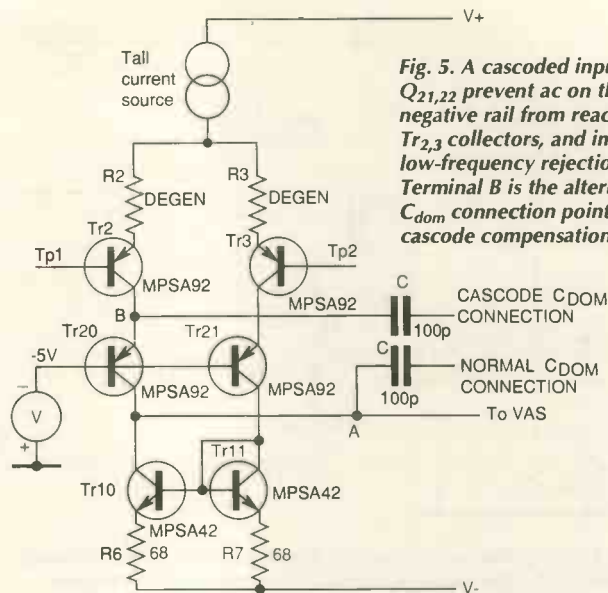 V+
Tail
current
source
Fig. 5. A cascoded inpu
Q21,22 prevent ac on th
negative rail from reac
Tr2,3 collectors, and in
low-frequency rejection
Terminal B is the altern
Cdom connection point
cascode compensation
R2
DEGEN
R3
DEGEN
Tr2
Tr3
Tp1
Tp2
MPSA92
MPSA92
B
C
100p
CASCODE CDOM
CONNECTION
Tr20
Tr21
-5V
MPSA92
MPSA92
C
100p
NORMAL CDOM
CONNECTION
V
A
To VAS
Tr11
MPSA42
Tr10
MPSA42
R6
68
R7
68
V-